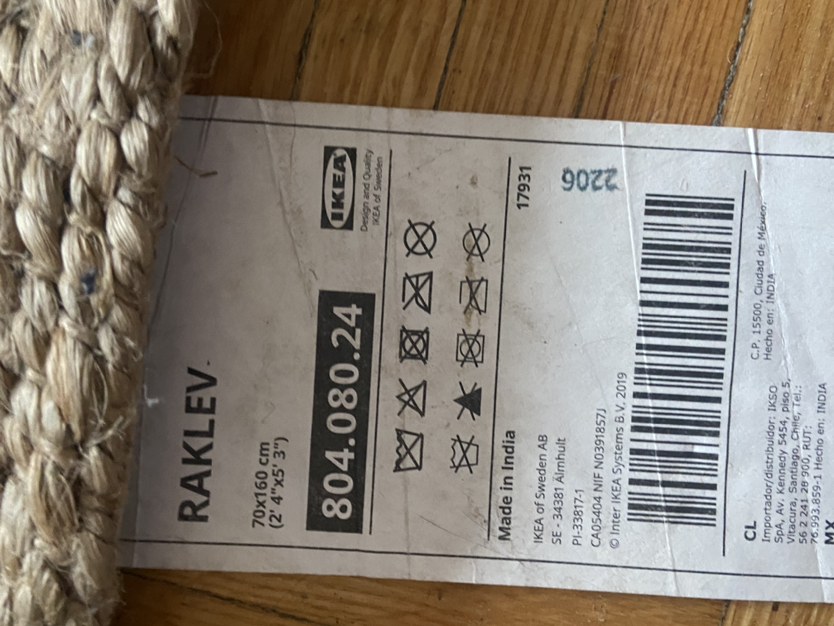 RAKLEV
70x160 cm
(2' 4"X5' 3")
804.080.24
IKEA
Design and Quality
IKEA of Sweden
Made in India
17931
IKEA of Sweden AB
SE - 34381 Älmhult
PI-33817-1
CA05404 NIF N0391857J
© Inter IKEA Systems B.V. 2019
2206
CL
Importador/distribuidor: IKSO
SpA, Av. Kennedy 5454, piso 5,
Vitacura, Santiago, Chile, Tel.:
56 2 241 28 900, RUT:
76.993.859-1 Hecho en: INDIA
MX
C.P. 15500, Ciudad de México.
Hecho en: INDIA